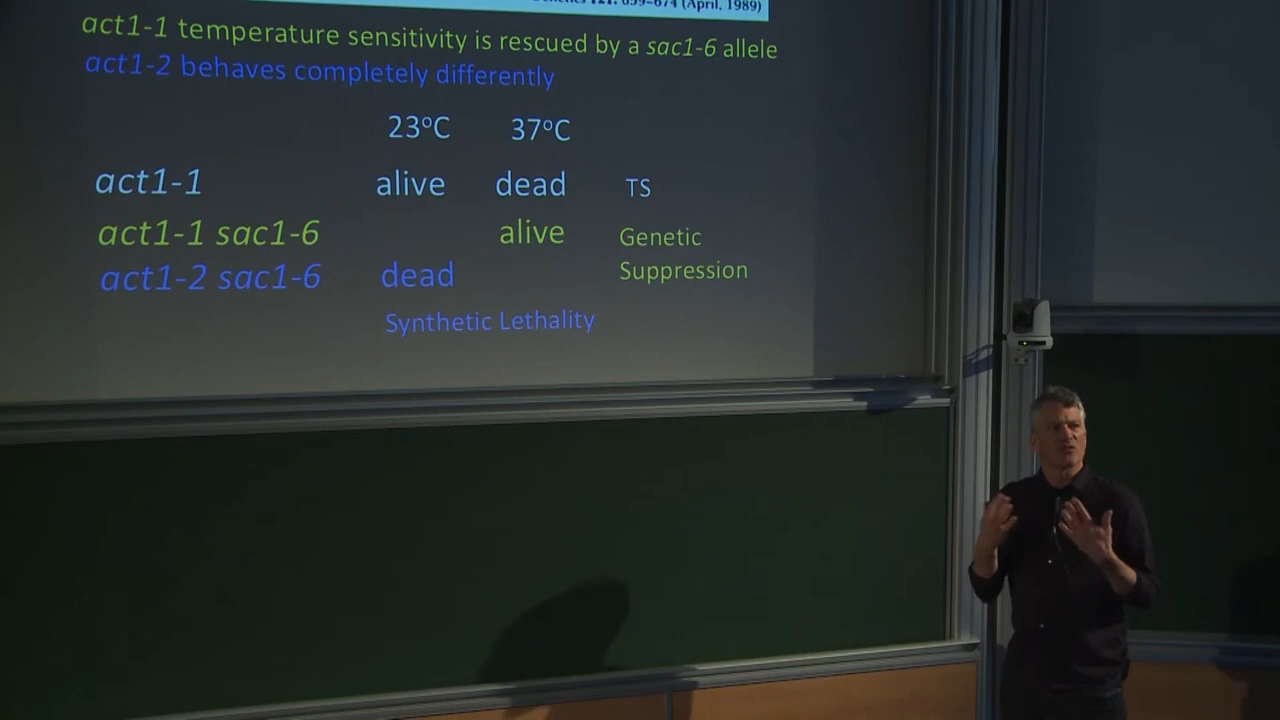 Genetics 121: 659–674 (April, 1989)
act1-1 temperature sensitivity is rescued by a sac1-6 allele
act1-2 behaves completely differently
23ºC 37ºC
act1-1 alive dead TS
act1-1 sac1-6 alive Genetic
Suppression
act1-2 sac1-6 dead
Synthetic Lethality